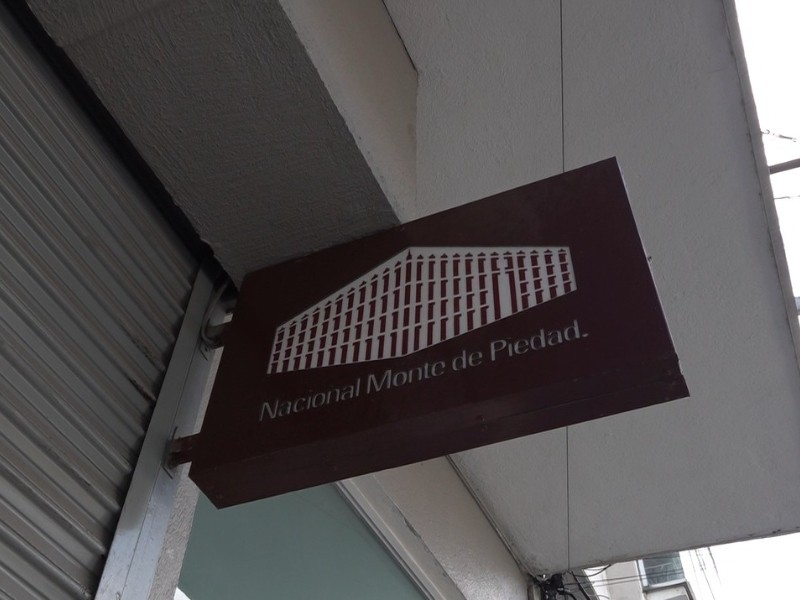 Nacional Monte de Piedad.